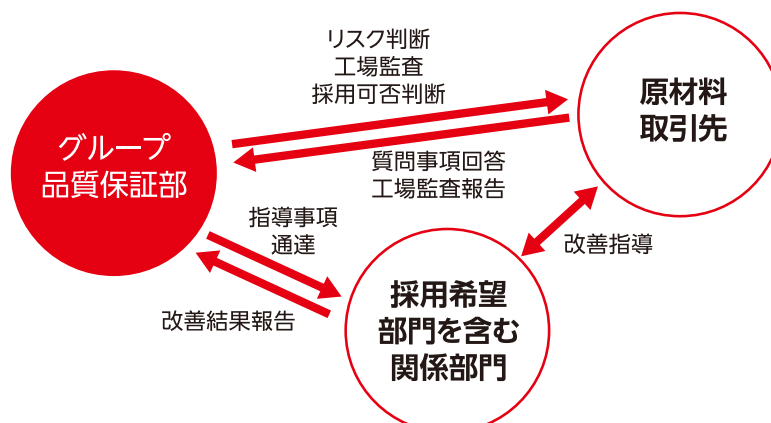 リスク判断
工場監査
採用可否判断
原材料
取引先
グループ
品質保証部
質問事項回答
工場監査報告
指導事項
通達
改善指導
採用希望
部門を含む
関係部門
改善結果報告